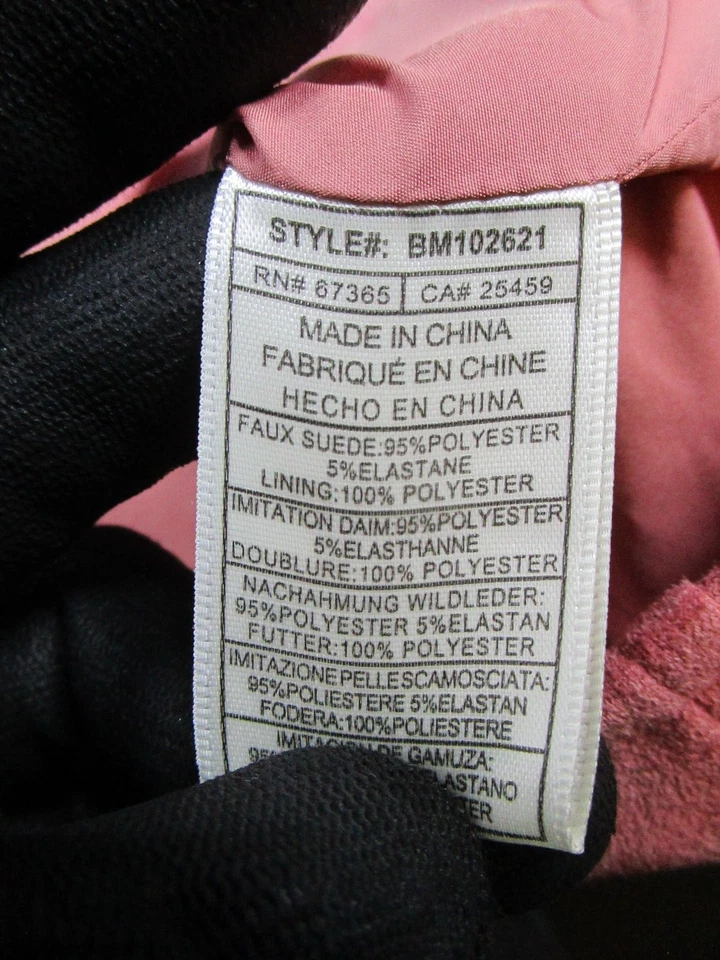 STYLE#: BM102621
RN# 67365 | CA# 25459
MADE IN CHINA
FABRIQUÉ EN CHINE
HECHO EN CHINA
FAUX SUEDE:95%POLYESTER
5%ELASTANE
LINING:100% POLYESTER
IMITATION DAIM:95%POLYESTER
5%ELASTHANNE
DOUBLURE:100% POLYESTER
NACHAHMUNG WILDLEDER:
95%POLYESTER 5%ELASTAN
FUTTER:100% POLYESTER
IMITAZIONE PELLE SCAMOSCIATA:
95%POLIESTERE 5%ELASTAN
FODERA:100%POLIESTERE
DE GAMUZA: